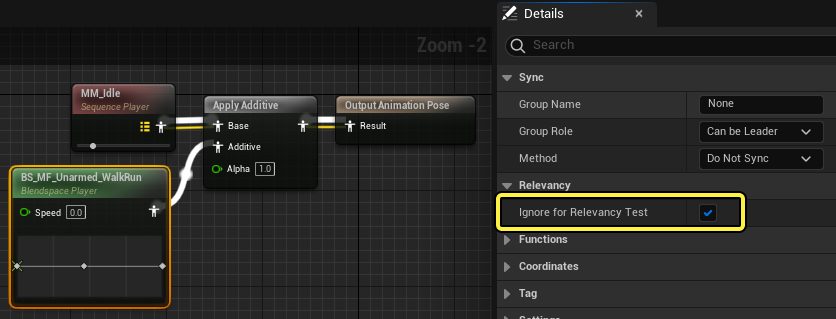 Zoom -2
MM_Idle
Sequence Player
Apply Additive
Base
Additive
Alpha 1.0
Output Animation Pose
Result
BS_MF_Unarmed_WalkRun
Blendspace Player
Speed 0.0
Details
Search
Sync
Group Name None
Group Role Can be Leader
Method Do Not Sync
Relevancy
Ignore for Relevancy Test
Functions
Coordinates
Tag
Settings